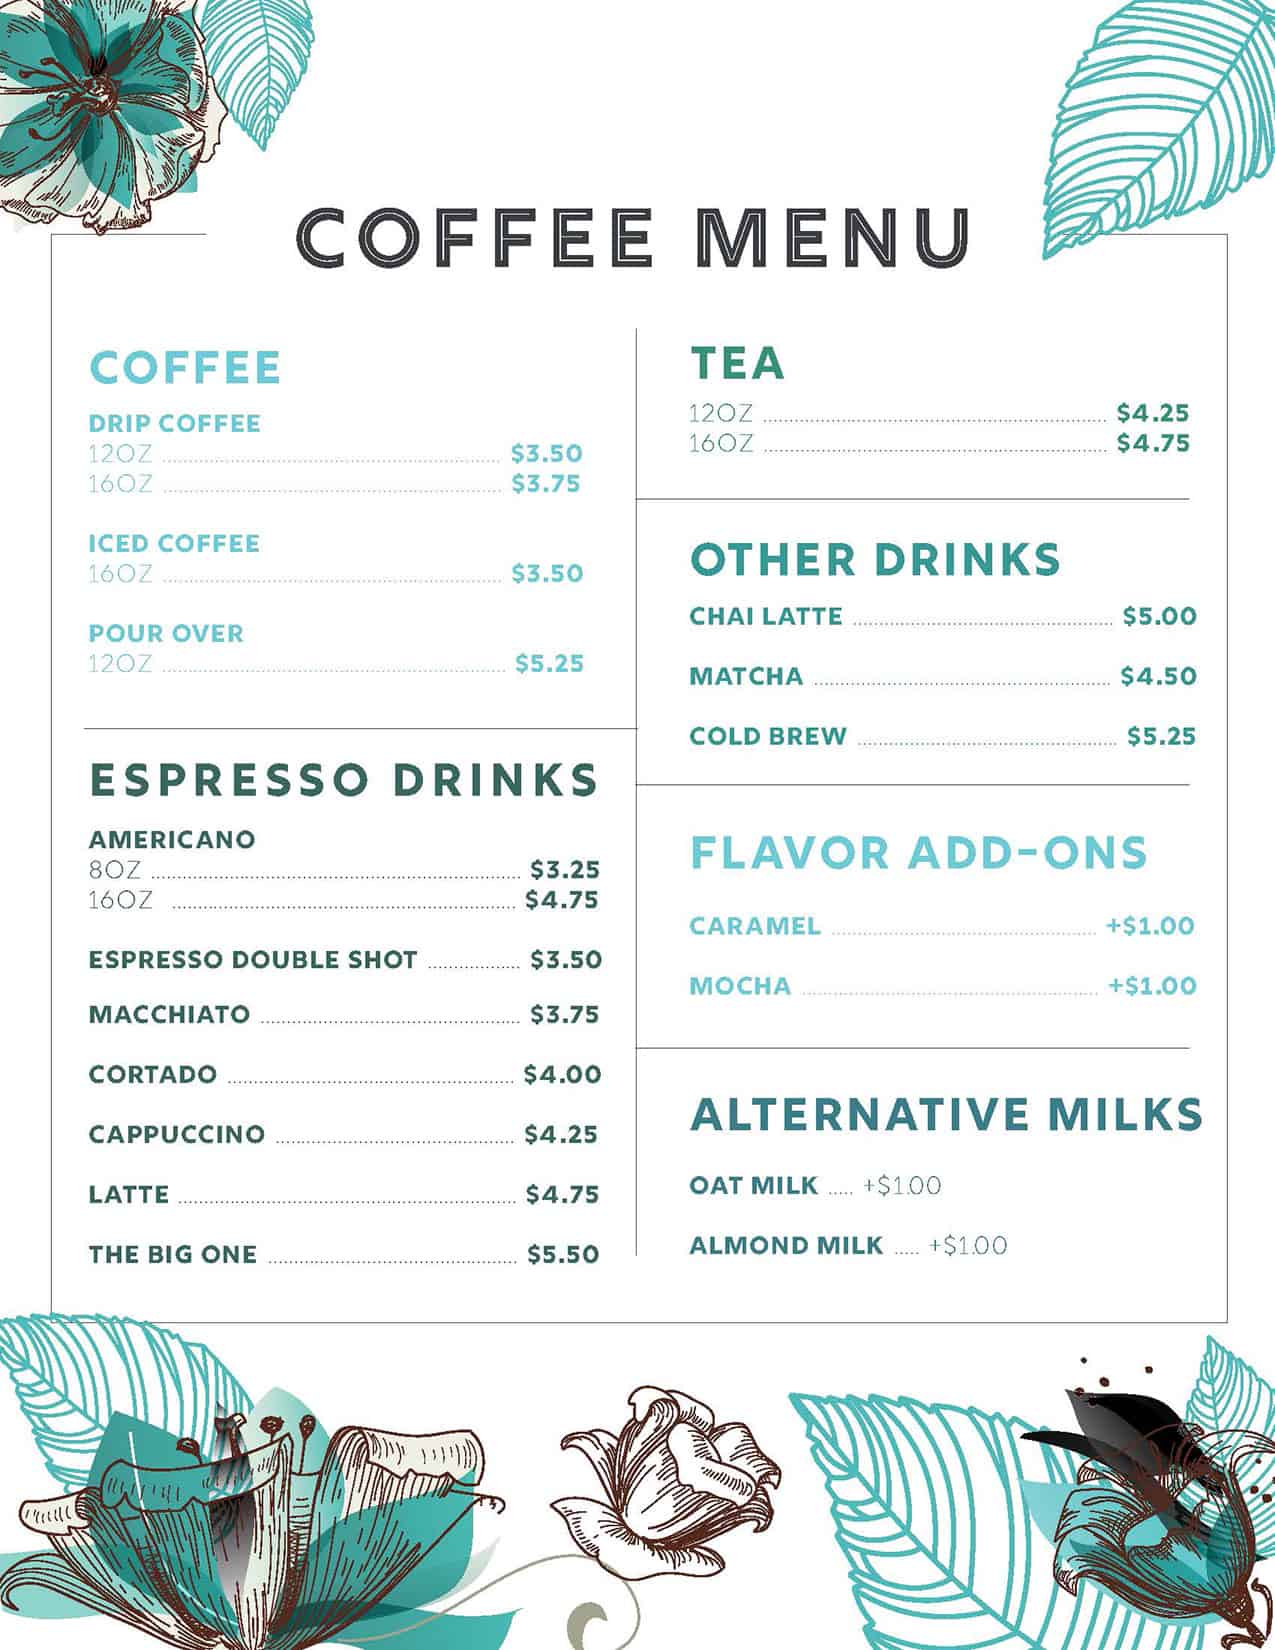 COFFEE MENU
COFFEE
DRIP COFFEE
12OZ $3.50
16OZ $3.75
ICED COFFEE
16OZ $3.50
POUR OVER
12OZ $5.25
ESPRESSO DRINKS
AMERICANO
8OZ $3.25
16OZ $4.75
ESPRESSO DOUBLE SHOT $3.50
MACCHIATO $3.75
CORTADO $4.00
CAPPUCCINO $4.25
LATTE $4.75
THE BIG ONE $5.50
TEA
12OZ $4.25
16OZ $4.75
OTHER DRINKS
CHAI LATTE $5.00
MATCHA $4.50
COLD BREW $5.25
FLAVOR ADD-ONS
CARAMEL +$1.00
MOCHA +$1.00
ALTERNATIVE MILKS
OAT MILK ..... +$1.00
ALMOND MILK ..... +$1.00